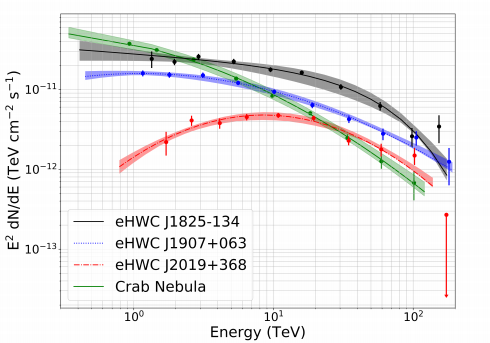 E² dN/dE (TeV cm⁻² s⁻¹)
10⁻¹¹
10⁻¹²
10⁻¹³
eHWC J1825-134
eHWC J1907+063
eHWC J2019+368
Crab Nebula
10⁰ 10¹ 10²
Energy (TeV)